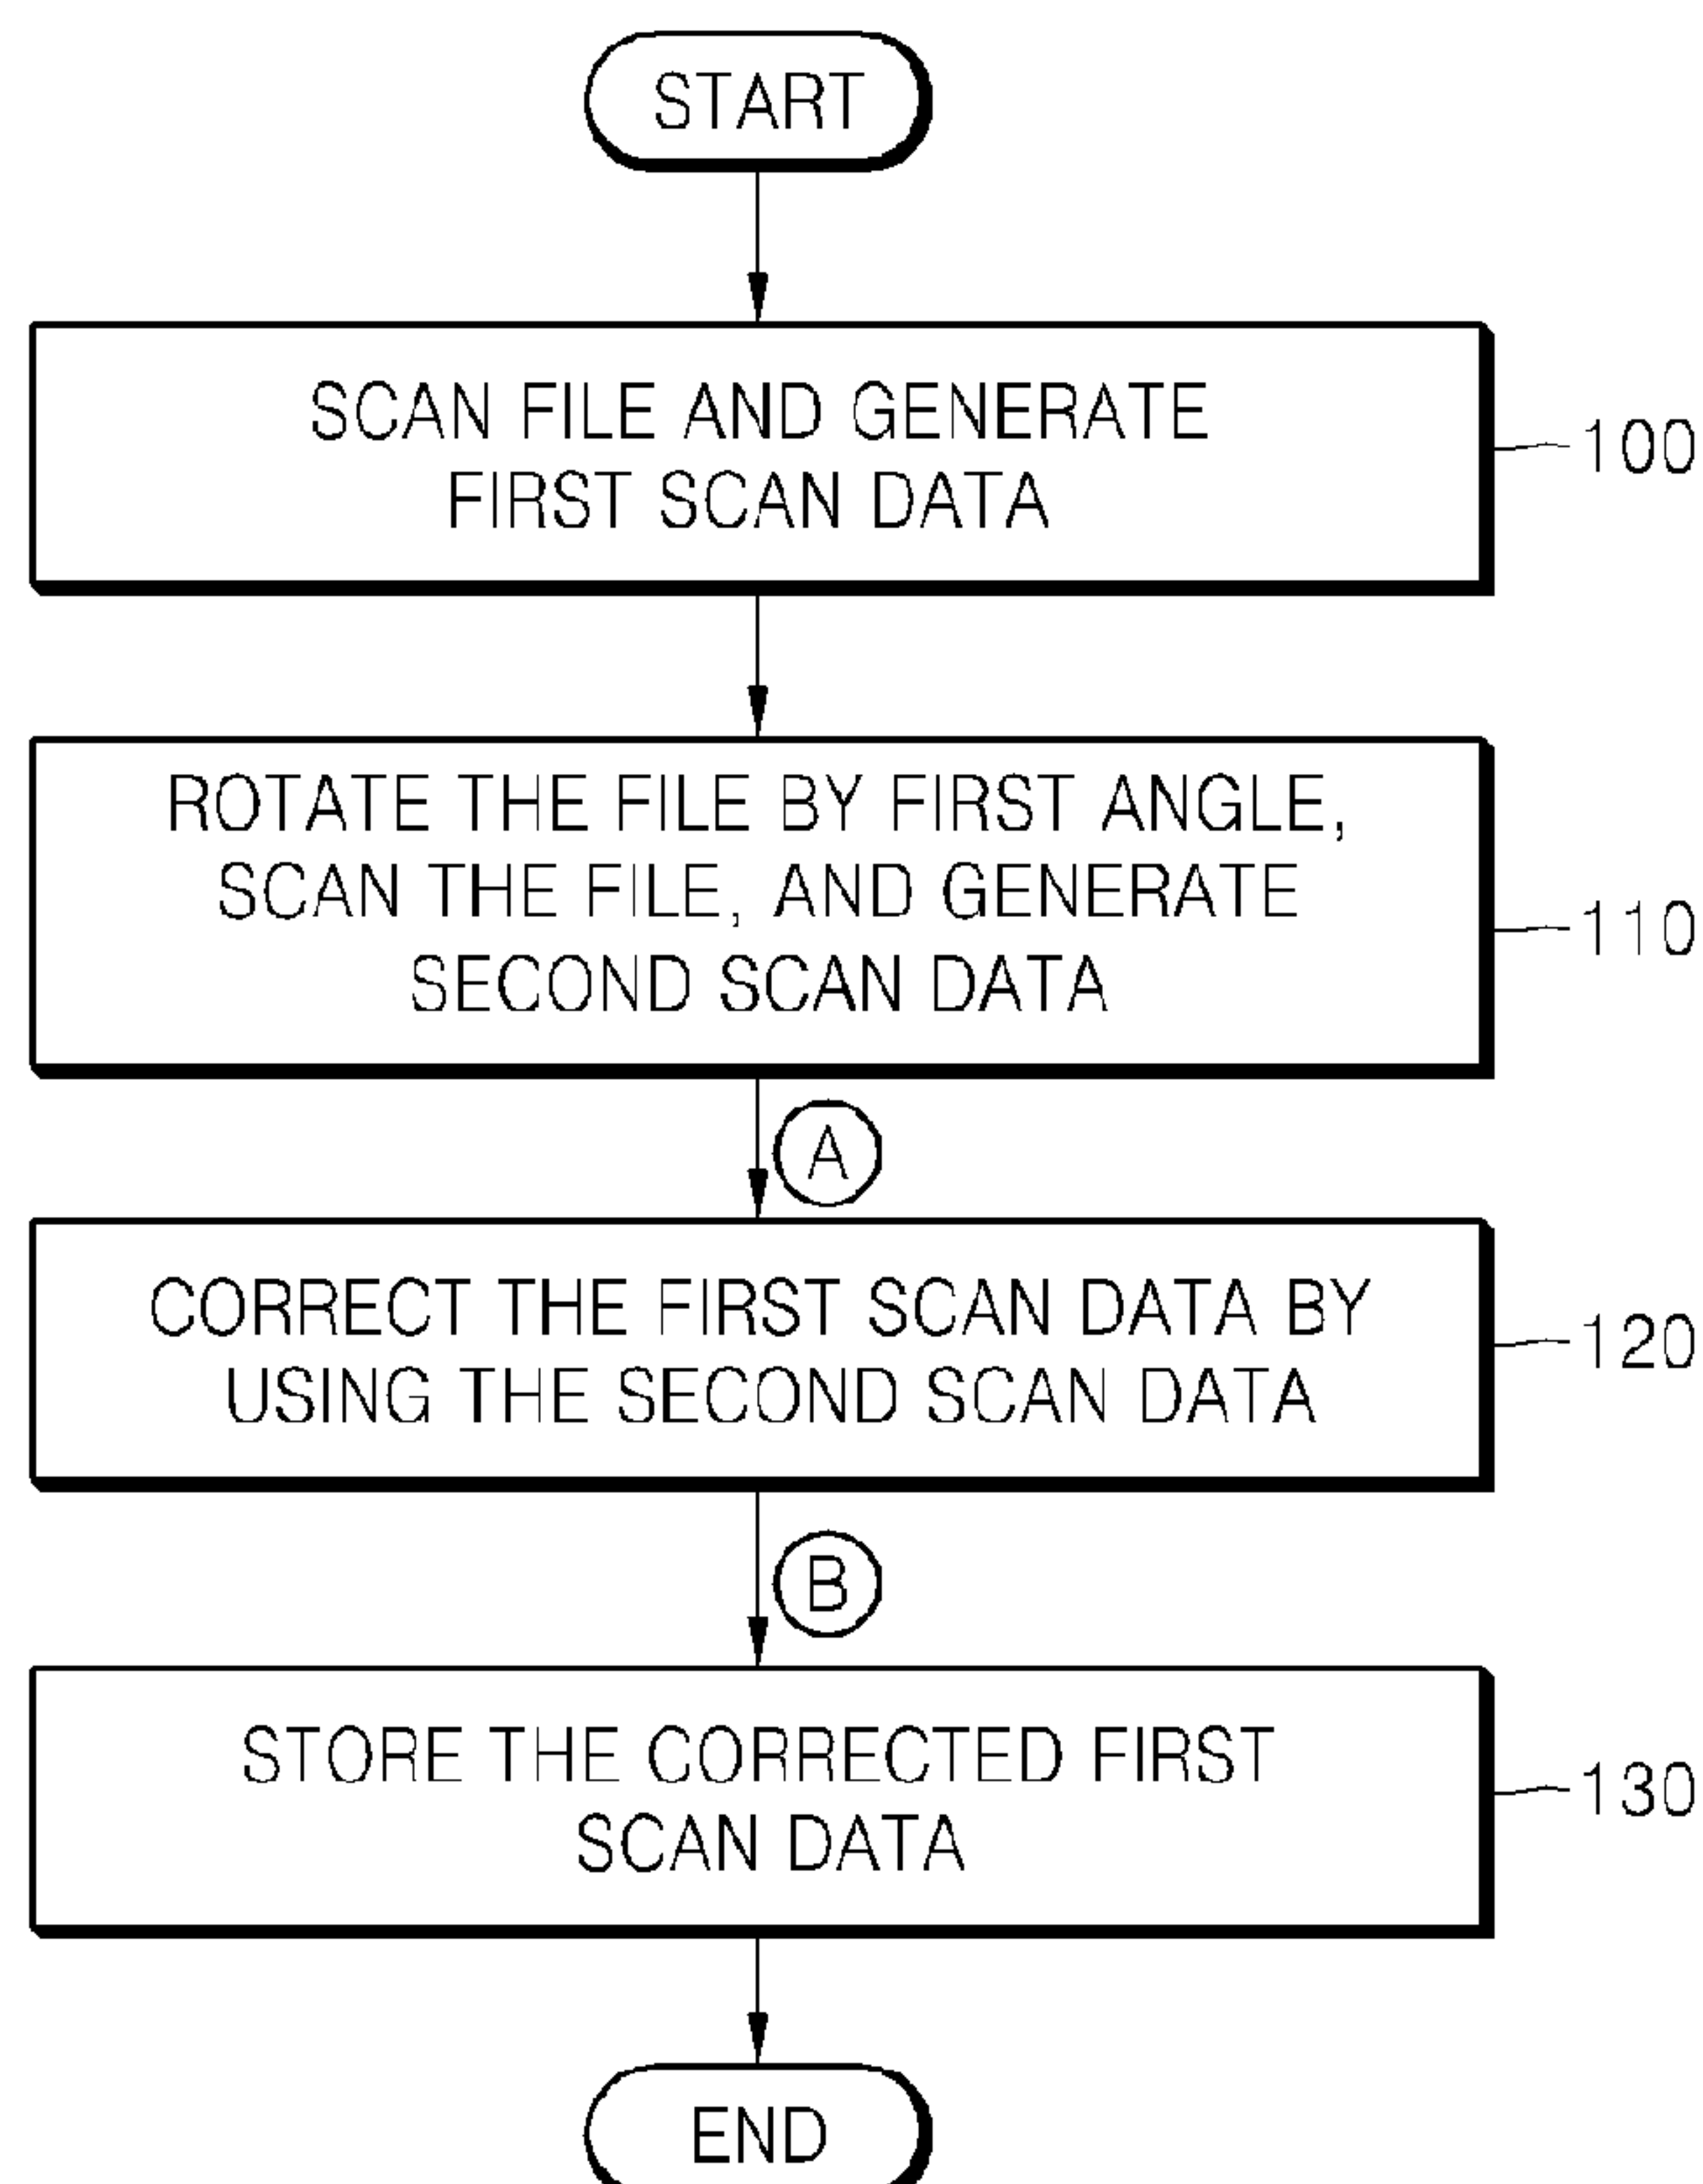 START
SCAN FILE AND GENERATE
FIRST SCAN DATA
100
ROTATE THE FILE BY FIRST ANGLE,
SCAN THE FILE, AND GENERATE
SECOND SCAN DATA
110
A
CORRECT THE FIRST SCAN DATA BY
USING THE SECOND SCAN DATA
120
B
STORE THE CORRECTED FIRST
SCAN DATA
130
END